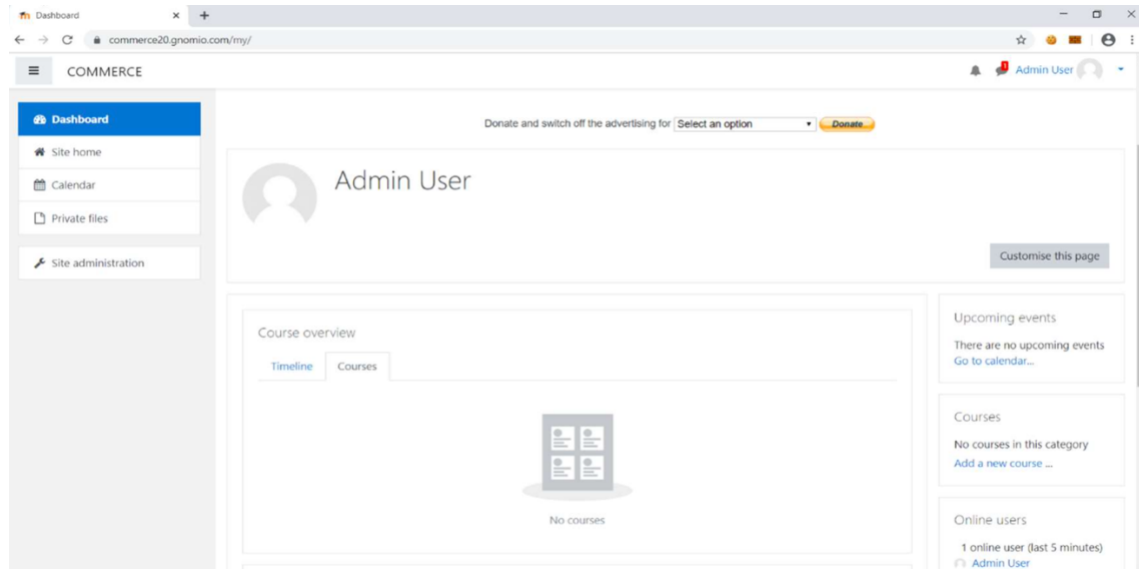 Dashboard
commerce20.gnomio.com/my/
COMMERCE
1
Admin User
Dashboard
Site home
Calendar
Private files
Site administration
Donate and switch off the advertising for Select an option Donate
Admin User
Customise this page
Course overview
Timeline Courses
No courses
Upcoming events
There are no upcoming events
Go to calendar...
Courses
No courses in this category
Add a new course ...
Online users
1 online user (last 5 minutes)
Admin User